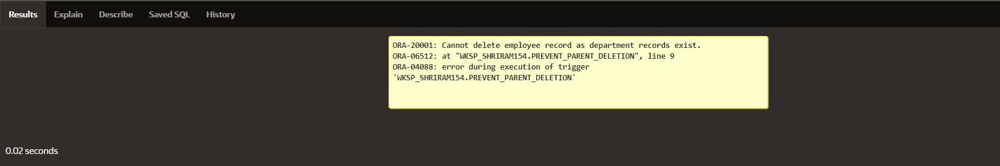 Results Explain Describe Saved SQL History
ORA-20001: Cannot delete employee record as department records exist.
ORA-06512: at "WKSP_SHRIRAM154.PREVENT_PARENT_DELETION", line 9
ORA-04088: error during execution of trigger
'WKSP_SHRIRAM154.PREVENT_PARENT_DELETION'
0.02 seconds